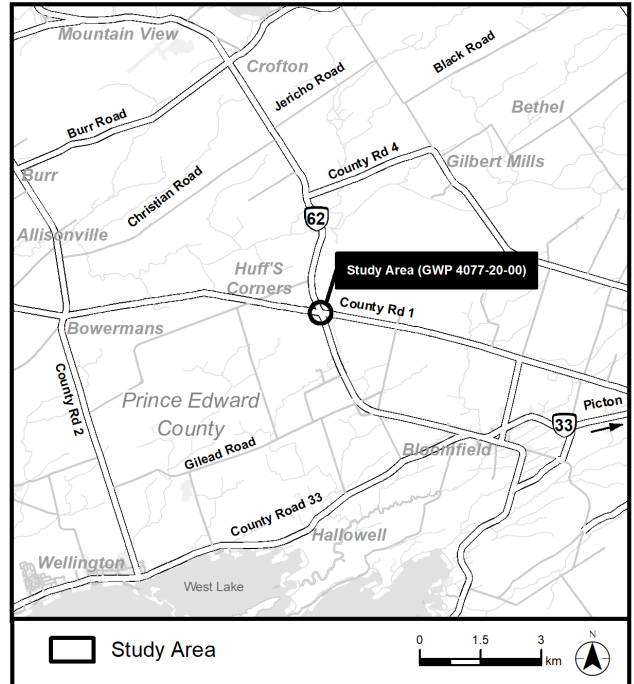 Mountain View
Crofton
Black Road
Jericho Road
Bethel
Burr Road
County Rd 4
Gilbert Mills
Burr
Christian Road
62
Allisonville
Huff'S
Corners
Study Area (GWP 4077-20-00)
County Rd 1
Bowermans
County Rd 2
Prince Edward
County
Picton
33
Gilead Road
Bloomfield
County Road 33
Hallowell
Wellington
West Lake
Study Area
0 1.5 3
km
N